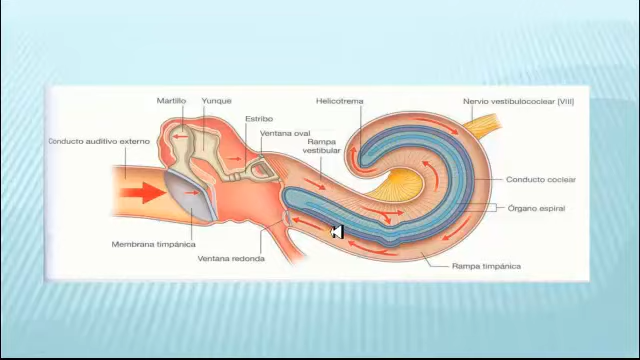 Martillo
Yunque
Estribo
Ventana oval
Rampa
vestibular
Helicotrema
Nervio vestibulococlear (VIII)
Conducto auditivo externo
Conducto coclear
Órgano espiral
Membrana timpánica
Ventana redonda
Rampa timpánica